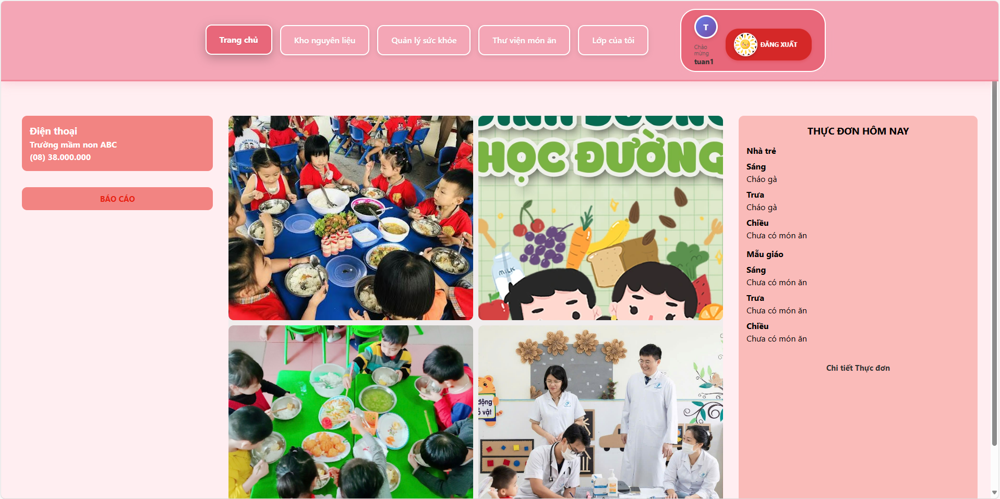 Trang chủ
Kho nguyên liệu
Quản lý sức khỏe
Thư viện món ăn
Lớp của tôi
T
Chào
mừng
tuan1
ĐĂNG XUẤT
Điện thoại
Trường mầm non ABC
(08) 38.000.000
BÁO CÁO
HỌC ĐƯỜNG
MILK
động
ồ vật
THỰC ĐƠN HÔM NAY
Nhà trẻ
Sáng
Cháo gà
Trưa
Cháo gà
Chiều
Chưa có món ăn
Mẫu giáo
Sáng
Chưa có món ăn
Trưa
Chưa có món ăn
Chiều
Chưa có món ăn
Chi tiết Thực đơn